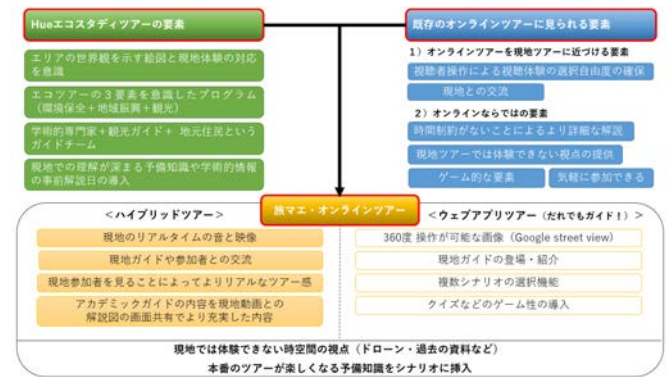 Hueエコスタディツアーの要素
エリアの世界観を示す絵図と現地体験の対応
を意識
エコツアーの３要素を意識したプログラム
（環境保全＋地域振興＋観光）
学術的専門家＋観光ガイド＋ 地元住民という
ガイドチーム
現地での理解が深まる予備知識や学術的情報
の事前解説日の導入
既存のオンラインツアーに見られる要素
1）オンラインツアーを現地ツアーに近づける要素
視聴者操作による視聴体験の選択自由度の確保
現地との交流
2）オンラインならではの要素
時間制約がないことによるより詳細な解説
現地ツアーでは体験できない視点の提供
ゲーム的な要素
気軽に参加できる
旅マエ・オンラインツアー
＜ハイブリッドツアー＞
現地のリアルタイムの音と映像
現地ガイドや参加者との交流
現地参加者を見ることによってよりリアルなツアー感
アカデミックガイドの内容を現地動画との
解説図の画面共有でより充実した内容
＜ウェブアプリツアー（だれでもガイド！）＞
360度 操作が可能な画像（Google street view）
現地ガイドの登場・紹介
複数シナリオの選択機能
クイズなどのゲーム性の導入
現地では体験できない時空間の視点（ドローン・過去の資料など）
本番のツアーが楽しくなる予備知識をシナリオに挿入